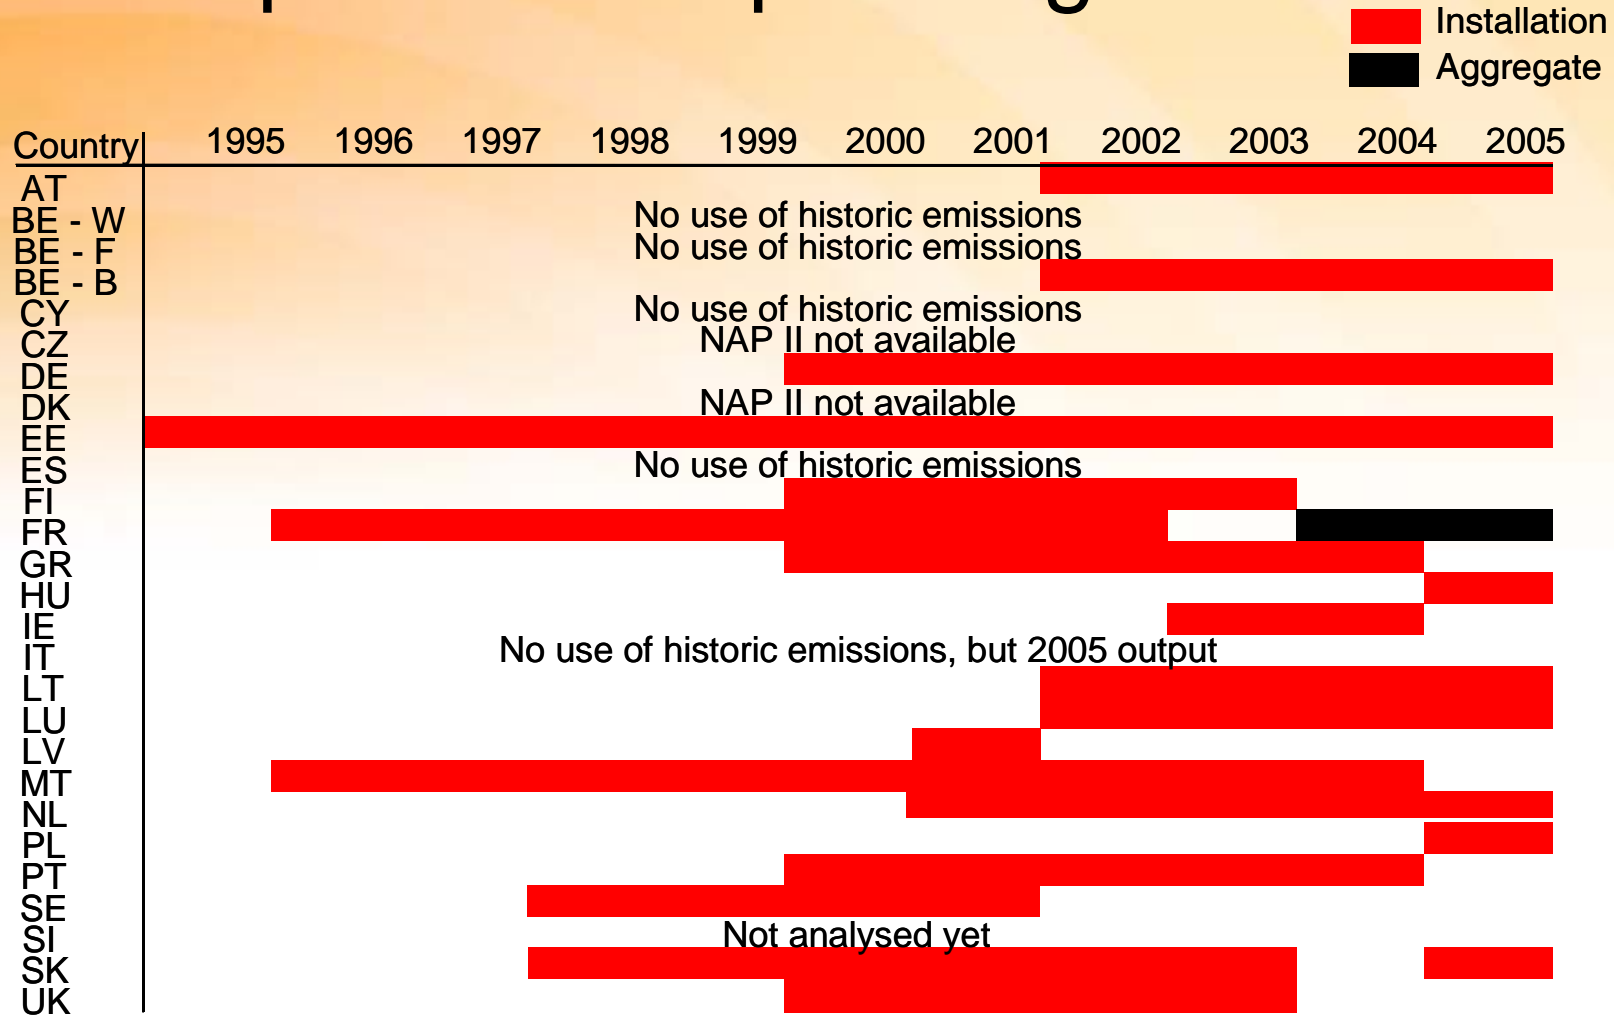 Installation
Aggregate
Country 1995 1996 1997 1998 1999 2000 2001 2002 2003 2004 2005
AT
BE - W No use of historic emissions
BE - F No use of historic emissions
BE - B
CY No use of historic emissions
CZ NAP II not available
DE
DK NAP II not available
EE
ES No use of historic emissions
FI
FR
GR
HU
IE
IT No use of historic emissions, but 2005 output
LT
LU
LV
MT
NL
PL
PT
SE
SI Not analysed yet
SK
UK